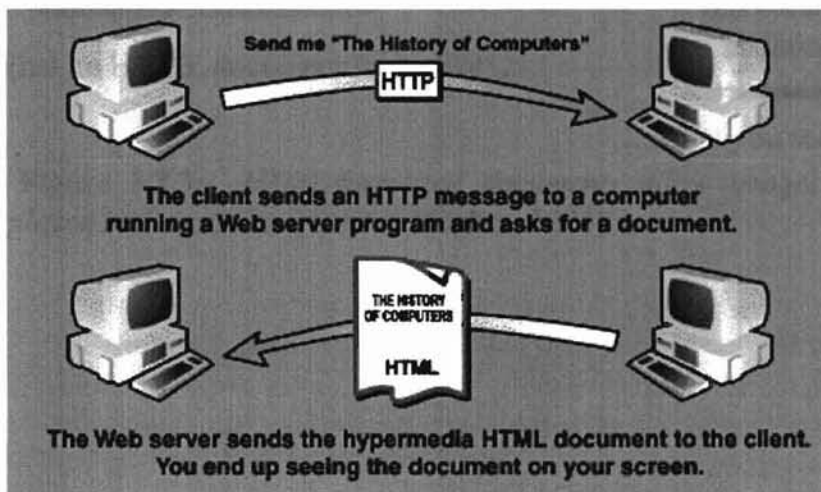 Send me "The History of Computers"
HTTP
The client sends an HTTP message to a computer
running a Web server program and asks for a document.
THE HISTORY
OF COMPUTERS
HTML
The Web server sends the hypermedia HTML document to the client.
You end up seeing the document on your screen.